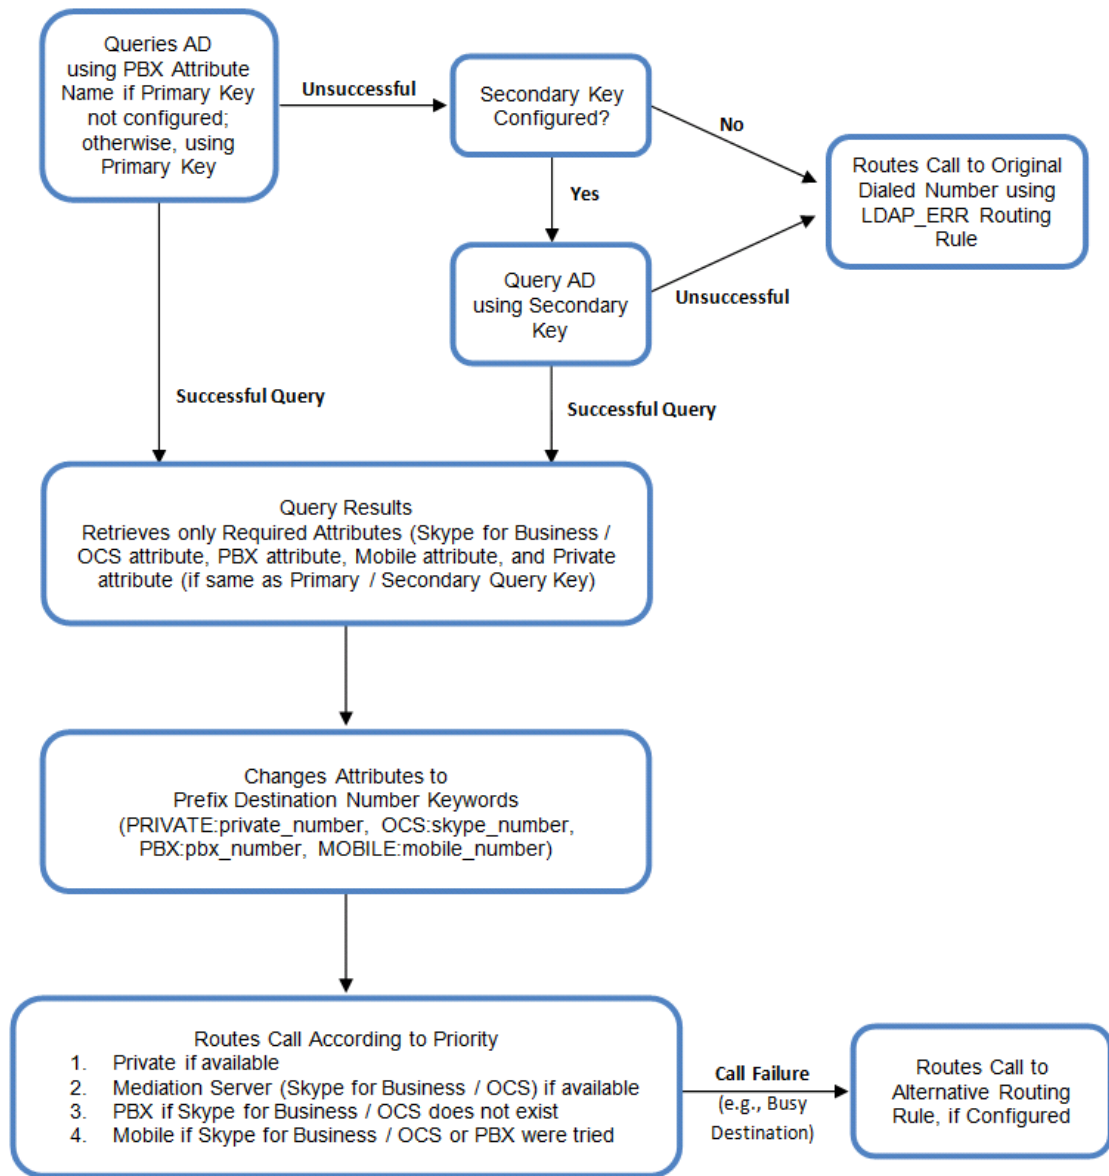 Queries AD
using PBX Attribute
Name if Primary Key
not configured;
otherwise, using
Primary Key
Unsuccessful
Secondary Key
Configured?
No
Routes Call to Original
Dialed Number using
LDAP_ERR Routing
Rule
Yes
Query AD
using Secondary
Key
Unsuccessful
Successful Query
Successful Query
Query Results
Retrieves only Required Attributes (Skype for Business /
OCS attribute, PBX attribute, Mobile attribute, and Private
attribute (if same as Primary / Secondary Query Key)
Changes Attributes to
Prefix Destination Number Keywords
(PRIVATE:private_number, OCS:skype_number,
PBX:pbx_number, MOBILE:mobile_number)
Routes Call According to Priority
1. Private if available
2. Mediation Server (Skype for Business / OCS) if available
3. PBX if Skype for Business / OCS does not exist
4. Mobile if Skype for Business / OCS or PBX were tried
Call Failure
(e.g., Busy
Destination)
Routes Call to
Alternative Routing
Rule, if Configured